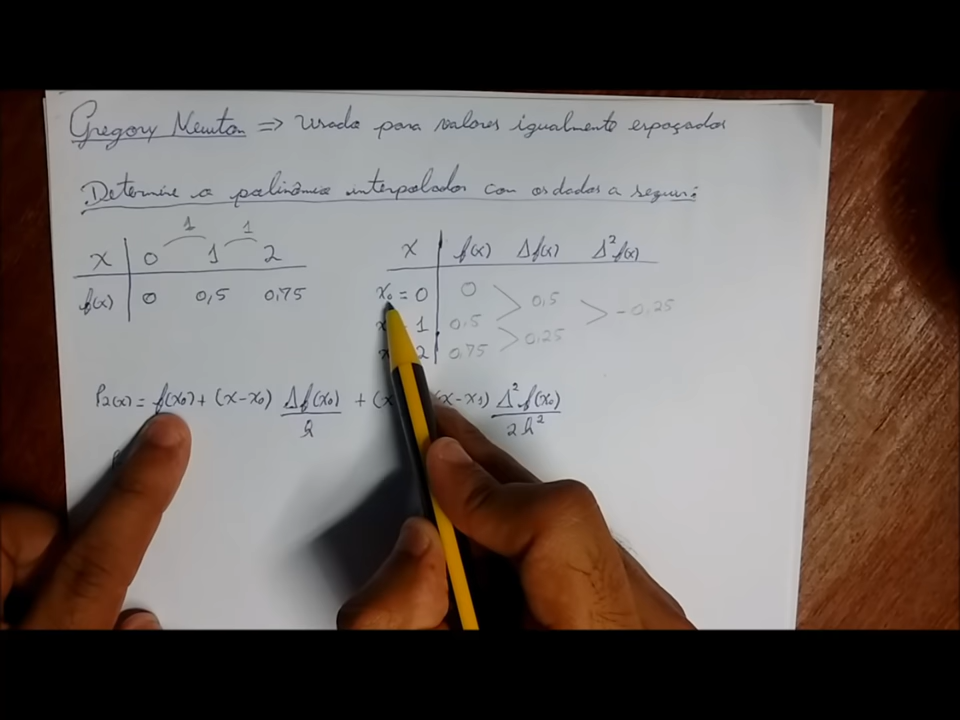 Gregory Newton ⇒ Usada para valores igualmente espaçados
Determine o polinômio interpolador com os dados a seguir:
1 1
x 0 1 2
f(x) 0 0,5 0,75
x f(x) Δf(x) Δ²f(x)
x₀ = 0 0 0,5
1 0,5 -0,25
2 0,75 0,25
P₂(x) = f(x₀) + (x-x₀) Δf(x₀)/h + (x x-x₁) Δ²f(x₀)/2h²